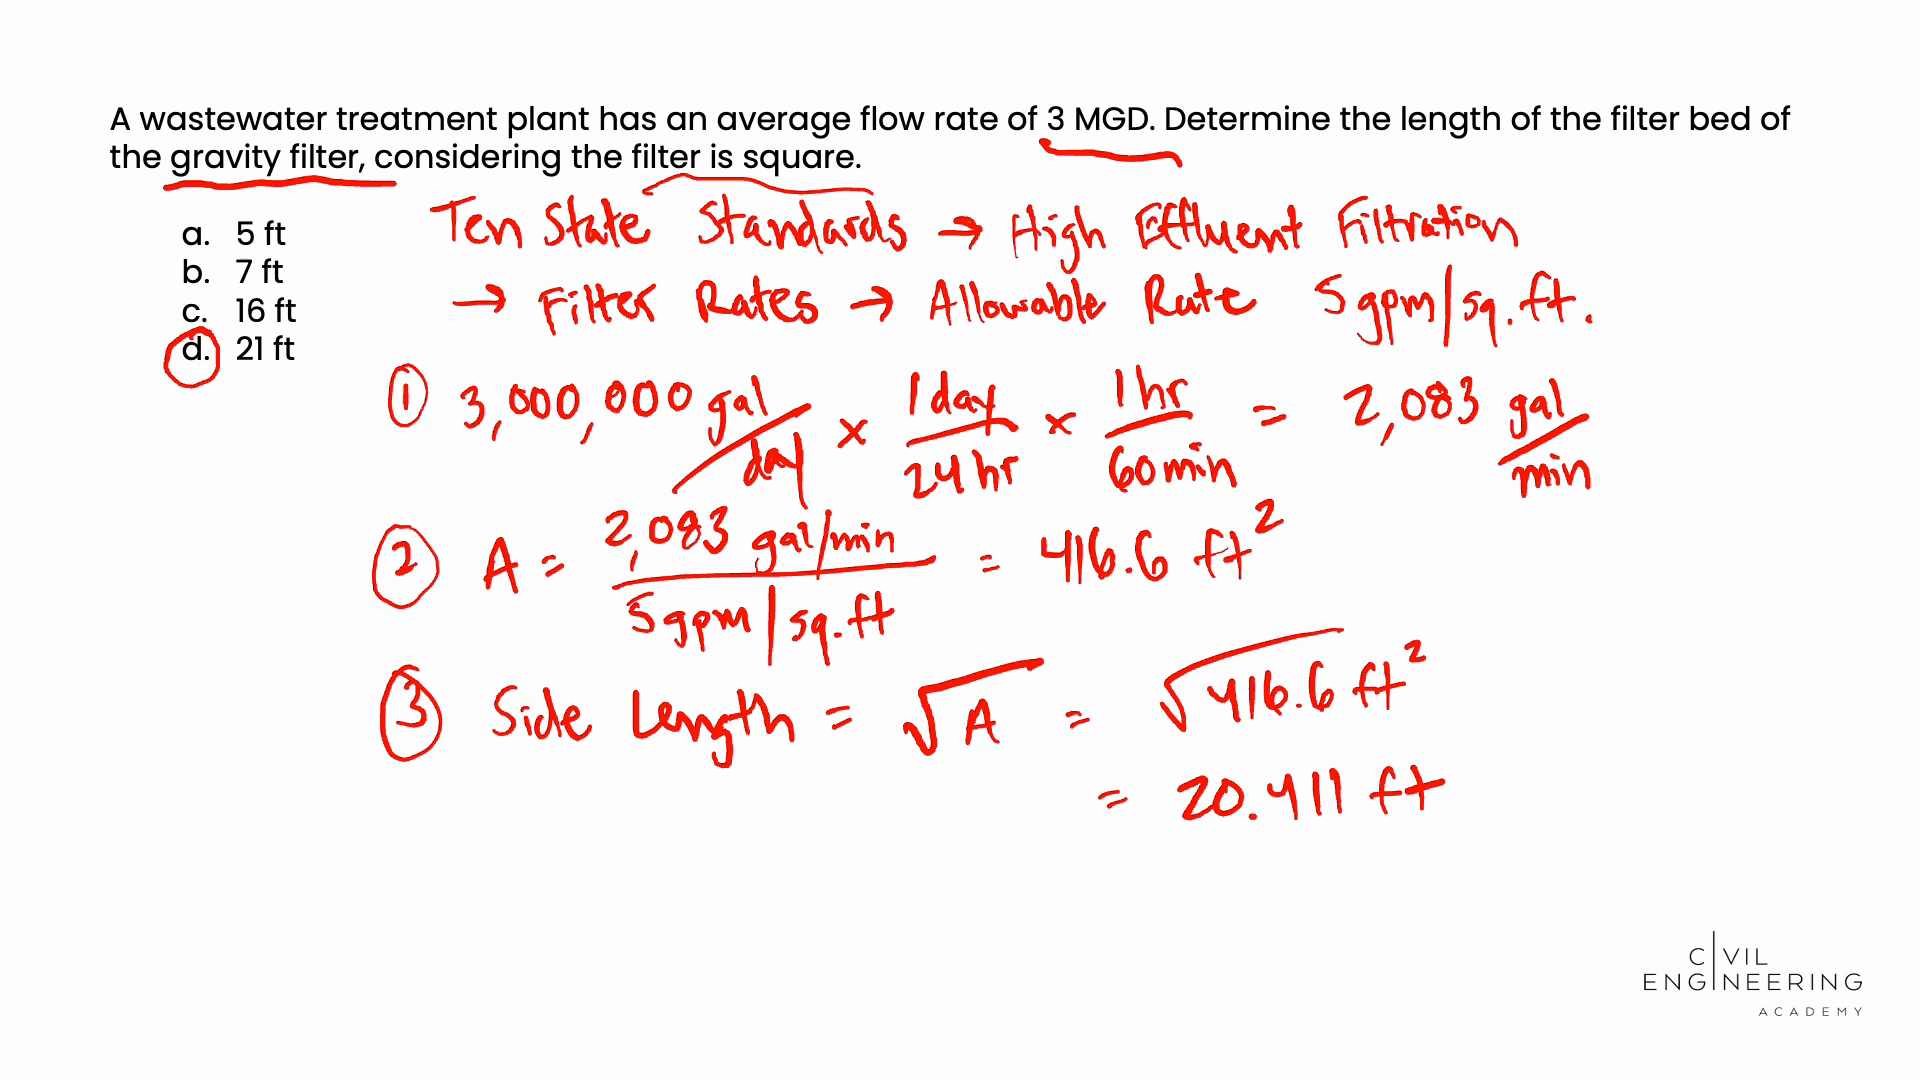 A wastewater treatment plant has an average flow rate of 3 MGD. Determine the length of the filter bed of
the gravity filter, considering the filter is square.
a. 5 ft
b. 7 ft
c. 16 ft
d. 21 ft
Ten State Standards → High Effluent Filtration
→ Filter Rates → Allowable Rate 5 gpm/sq.ft.
① 3,000,000 gal/day × 1 day/24 hr × 1 hr/60 min = 2,083 gal/min
② A = 2,083 gal/min / 5 gpm/sq.ft = 416.6 ft²
③ Side Length = √A = √416.6 ft²
= 20.411 ft
CIVIL
ENGINEERING
ACADEMY